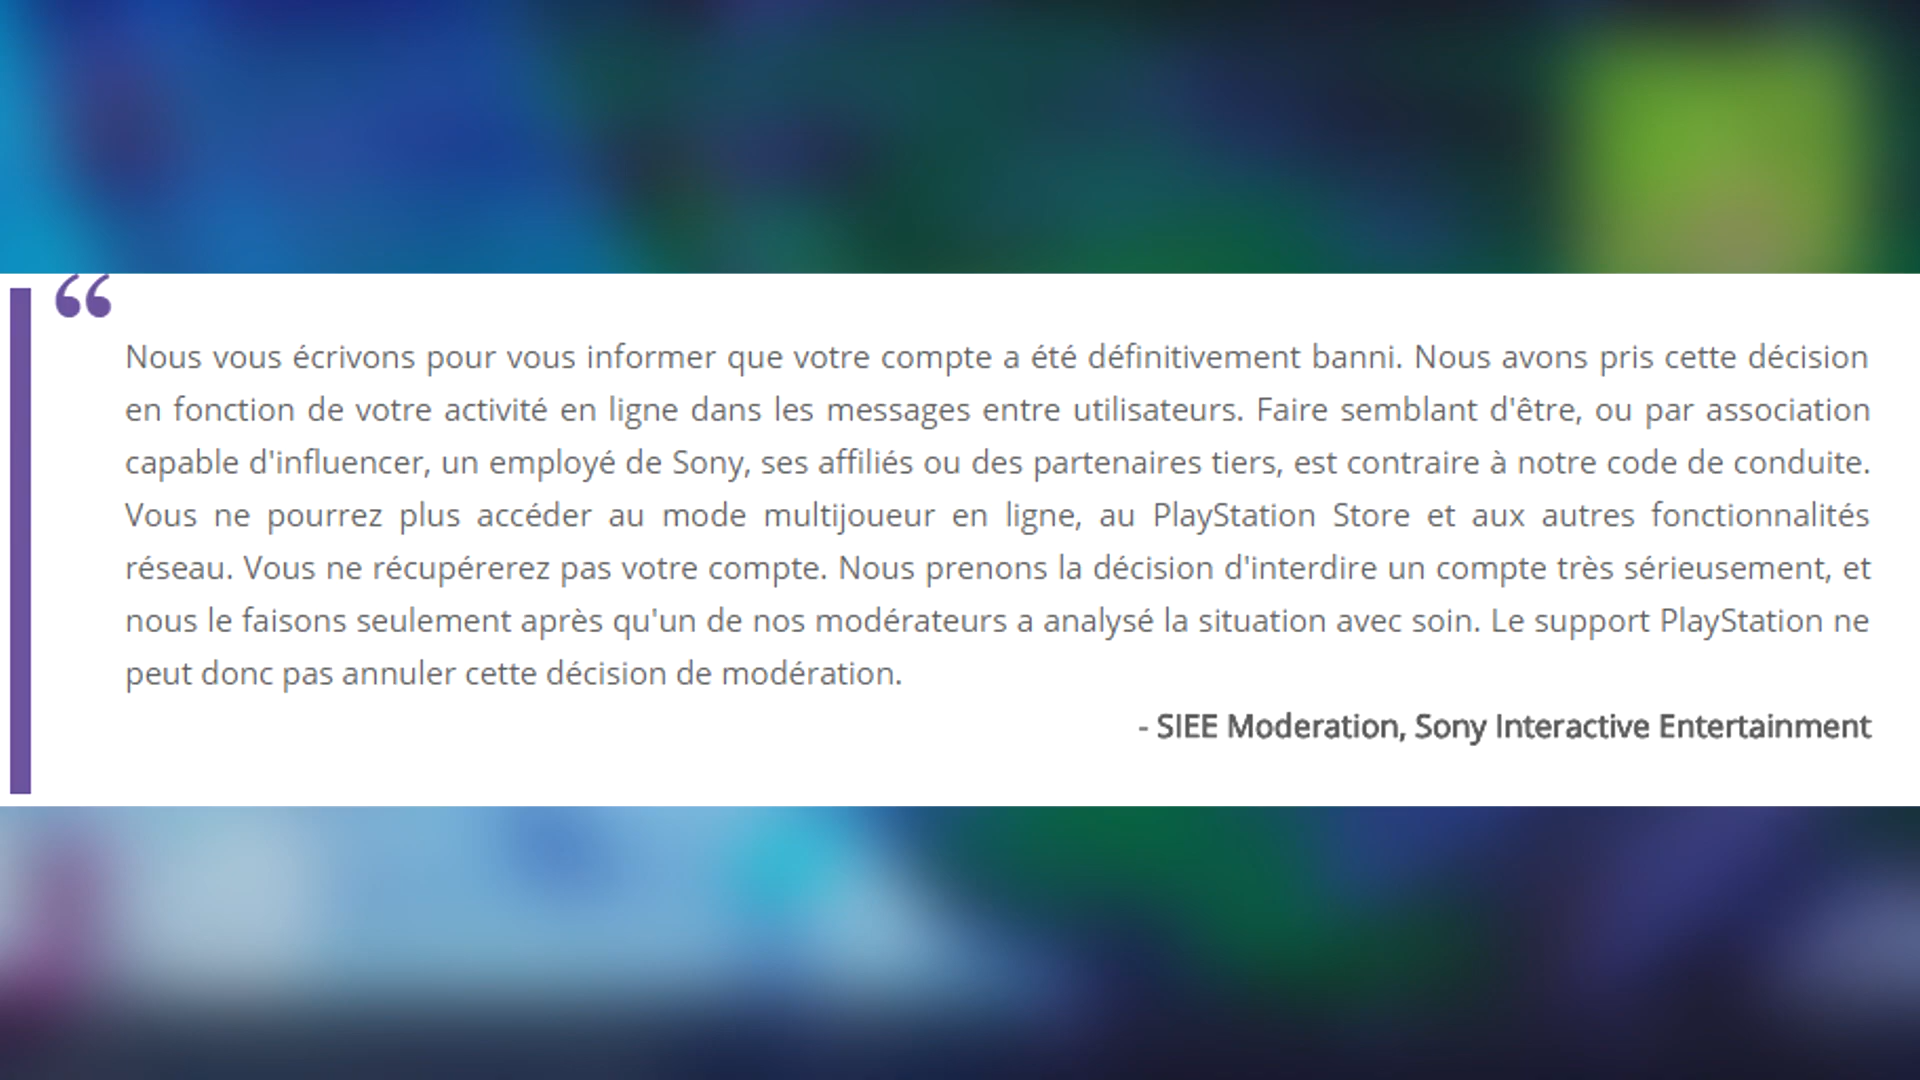 “
Nous vous écrivons pour vous informer que votre compte a été définitivement banni. Nous avons pris cette décision
en fonction de votre activité en ligne dans les messages entre utilisateurs. Faire semblant d'être, ou par association
capable d'influencer, un employé de Sony, ses affiliés ou des partenaires tiers, est contraire à notre code de conduite.
Vous ne pourrez plus accéder au mode multijoueur en ligne, au PlayStation Store et aux autres fonctionnalités
réseau. Vous ne récupérerez pas votre compte. Nous prenons la décision d'interdire un compte très sérieusement, et
nous le faisons seulement après qu'un de nos modérateurs a analysé la situation avec soin. Le support PlayStation ne
peut donc pas annuler cette décision de modération.
- SIEE Moderation, Sony Interactive Entertainment